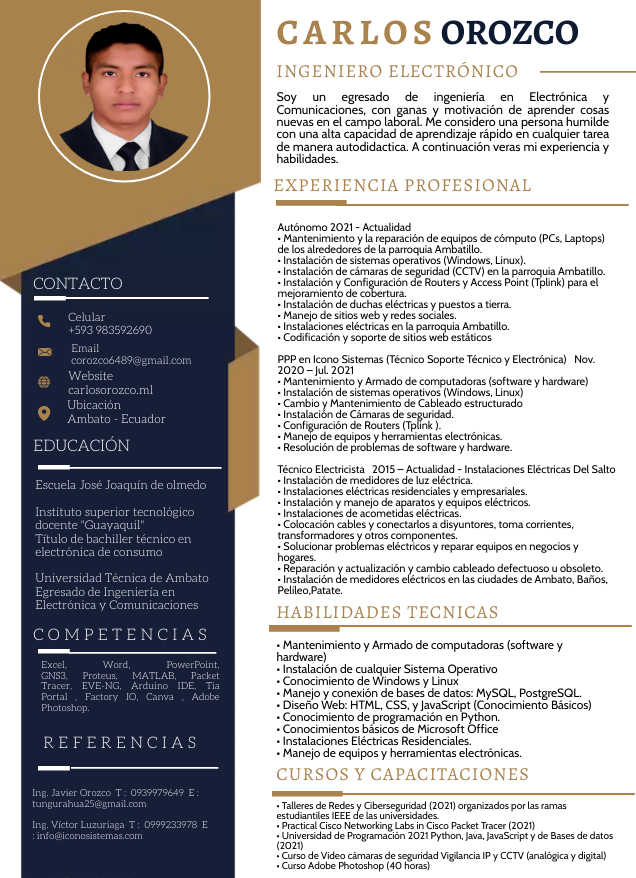 CARLOS OROZCO
INGENIERO ELECTRÓNICO
Soy un egresado de ingeniería en Electrónica y
Comunicaciones, con ganas y motivación de aprender cosas
nuevas en el campo laboral. Me considero una persona humilde
con una alta capacidad de aprendizaje rápido en cualquier tarea
de manera autodidactica. A continuación veras mi experiencia y
habilidades.
EXPERIENCIA PROFESIONAL
Autónomo 2021 - Actualidad
• Mantenimiento y la reparación de equipos de cómputo (PCs, Laptops)
de los alrededores de la parroquia Ambatillo.
• Instalación de sistemas operativos (Windows, Linux).
• Instalación de cámaras de seguridad (CCTV) en la parroquia Ambatillo.
• Instalación y Configuración de Routers y Access Point (Tplink) para el
mejoramiento de cobertura.
• Instalación de duchas eléctricas y puestos a tierra.
• Manejo de sitios web y redes sociales.
• Instalaciones eléctricas en la parroquia Ambatillo.
• Codificación y soporte de sitios web estáticos
PPP en Icono Sistemas (Técnico Soporte Técnico y Electrónica) Nov.
2020 – Jul. 2021
• Mantenimiento y Armado de computadoras (software y hardware)
• Instalación de sistemas operativos (Windows, Linux)
• Cambio y Mantenimiento de Cableado estructurado
• Instalación de Cámaras de seguridad.
• Configuración de Routers (Tplink ).
• Manejo de equipos y herramientas electrónicas.
• Resolución de problemas de software y hardware.
Técnico Electricista 2015 – Actualidad - Instalaciones Eléctricas Del Salto
• Instalación de medidores de luz eléctrica.
• Instalaciones eléctricas residenciales y empresariales.
• Instalación y manejo de aparatos y equipos eléctricos.
• Instalaciones de acometidas eléctricas.
• Colocación cables y conectarlos a disyuntores, toma corrientes,
transformadores y otros componentes.
• Solucionar problemas eléctricos y reparar equipos en negocios y
hogares.
• Reparación y actualización y cambio cableado defectuoso u obsoleto.
• Instalación de medidores eléctricos en las ciudades de Ambato, Baños,
Pelileo,Patate.
HABILIDADES TECNICAS
• Mantenimiento y Armado de computadoras (software y
hardware)
• Instalación de cualquier Sistema Operativo
• Conocimiento de Windows y Linux
• Manejo y conexión de bases de datos: MySQL, PostgreSQL.
• Diseño Web: HTML, CSS, y JavaScript (Conocimiento Básicos)
• Conocimiento de programación en Python.
• Conocimientos básicos de Microsoft Office
• Instalaciones Eléctricas Residenciales.
• Manejo de equipos y herramientas electrónicas.
CURSOS Y CAPACITACIONES
• Talleres de Redes y Ciberseguridad (2021) organizados por las ramas
estudiantiles IEEE de las universidades.
• Practical Cisco Networking Labs in Cisco Packet Tracer (2021)
• Universidad de Programación 2021 Python, Java, JavaScript y de Bases de datos
(2021)
• Curso de Video cámaras de seguridad Vigilancia IP y CCTV (analógica y digital)
• Curso Adobe Photoshop (40 horas)
CONTACTO
Celular
+593 983592690
Email
corozco6489@gmail.com
Website
carlosorozco.ml
Ubicación
Ambato - Ecuador
EDUCACIÓN
Escuela José Joaquín de olmedo
Instituto superior tecnológico
docente "Guayaquil"
Título de bachiller técnico en
electrónica de consumo
Universidad Técnica de Ambato
Egresado de Ingeniería en
Electrónica y Comunicaciones
COMPETENCIAS
Excel, Word, PowerPoint,
GNS3, Proteus, MATLAB, Packet
Tracer, EVE-NG, Arduino IDE, Tia
Portal , Factory IO, Canva , Adobe
Photoshop.
REFERENCIAS
Ing. Javier Orozco T : 0939979649 E :
tungurahua25@gmail.com
Ing. Víctor Luzuriaga T : 0999233978 E
: info@iconosistemas.com